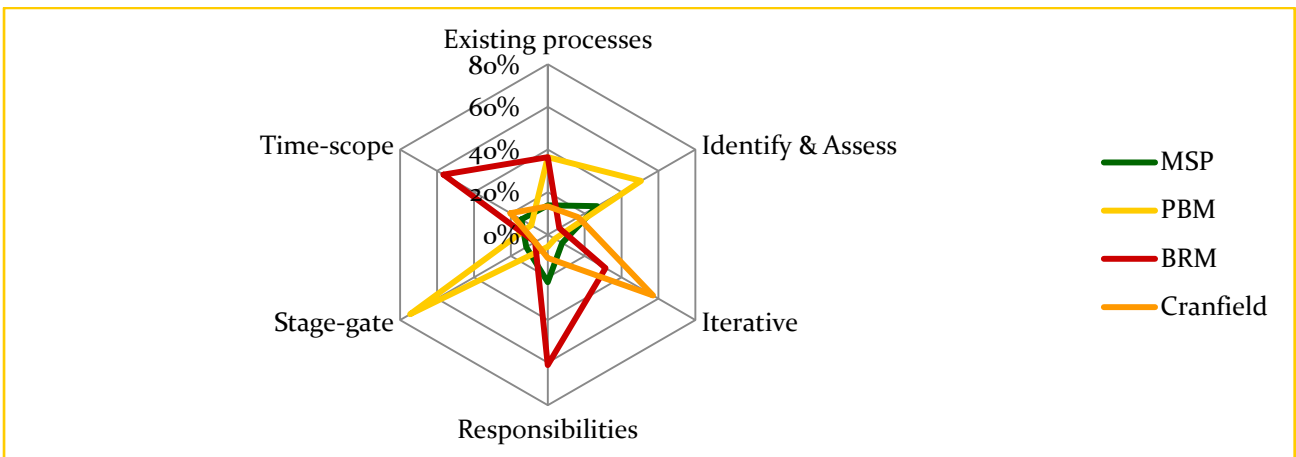 Existing processes
80%
60%
40%
20%
0%
Time-scope
Identify & Assess
Stage-gate
Iterative
Responsibilities
MSP
PBM
BRM
Cranfield